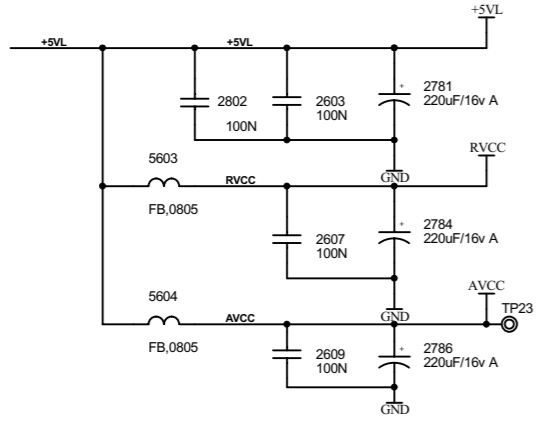 +5VL
+5VL
+5VL
2802
100N
2603
100N
+
2781
220uF/16v A
GND
5603
FB,0805
RVCC
RVCC
2607
100N
+
2784
220uF/16v A
GND
5604
FB,0805
AVCC
AVCC
TP23
2609
100N
+
2786
220uF/16v A
GND